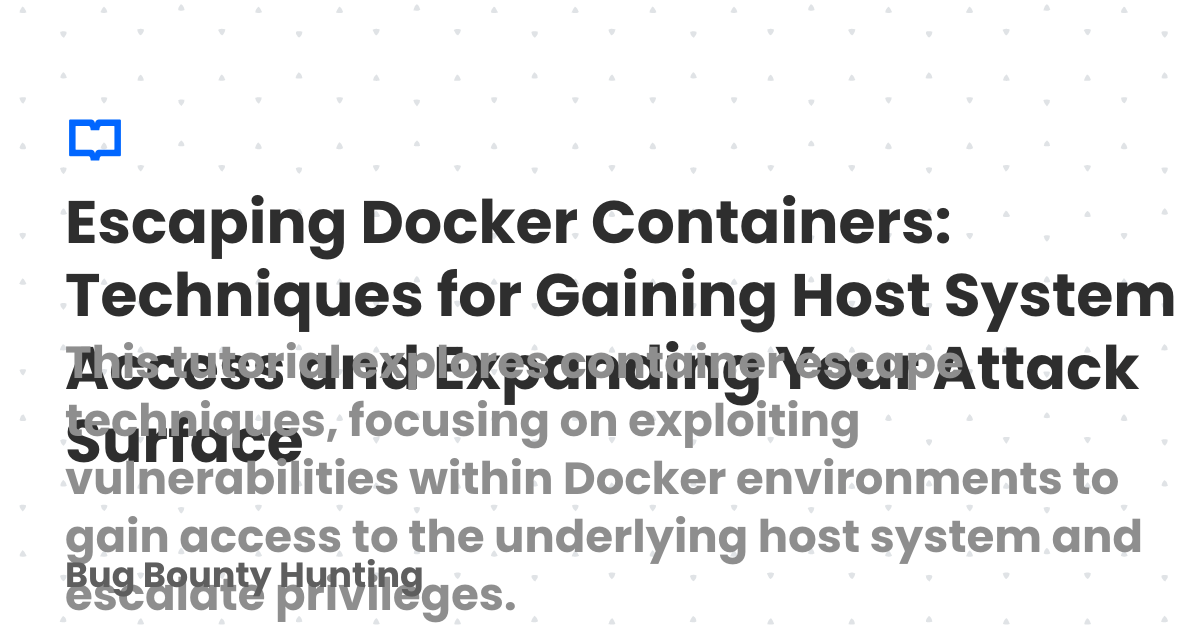 Escaping Docker Containers:
Techniques for Gaining Host System
Access and Expanding Your Attack
Surface
This tutorial explores container escape
techniques, focusing on exploiting
vulnerabilities within Docker environments to
gain access to the underlying host system and
escalate privileges.
Bug Bounty Hunting